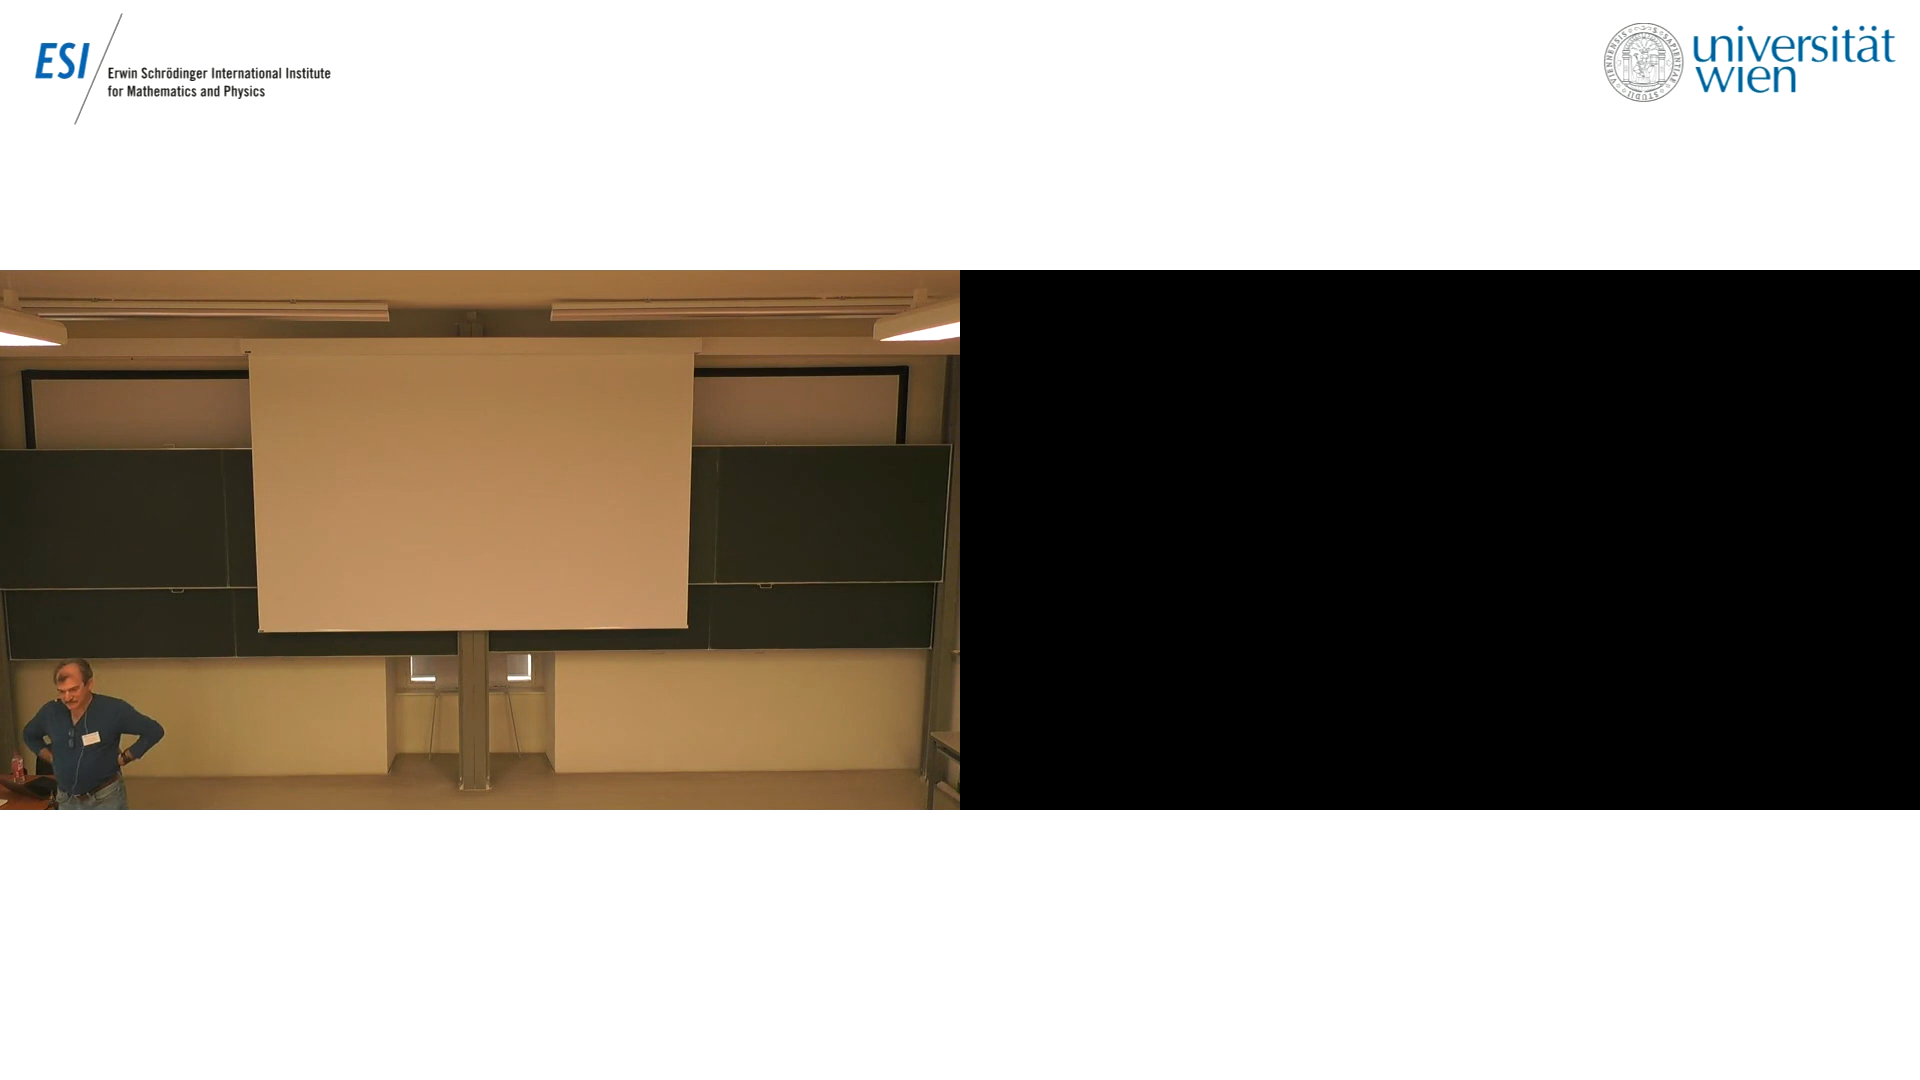 ESI
Erwin Schrödinger International Institute
for Mathematics and Physics
universität
wien